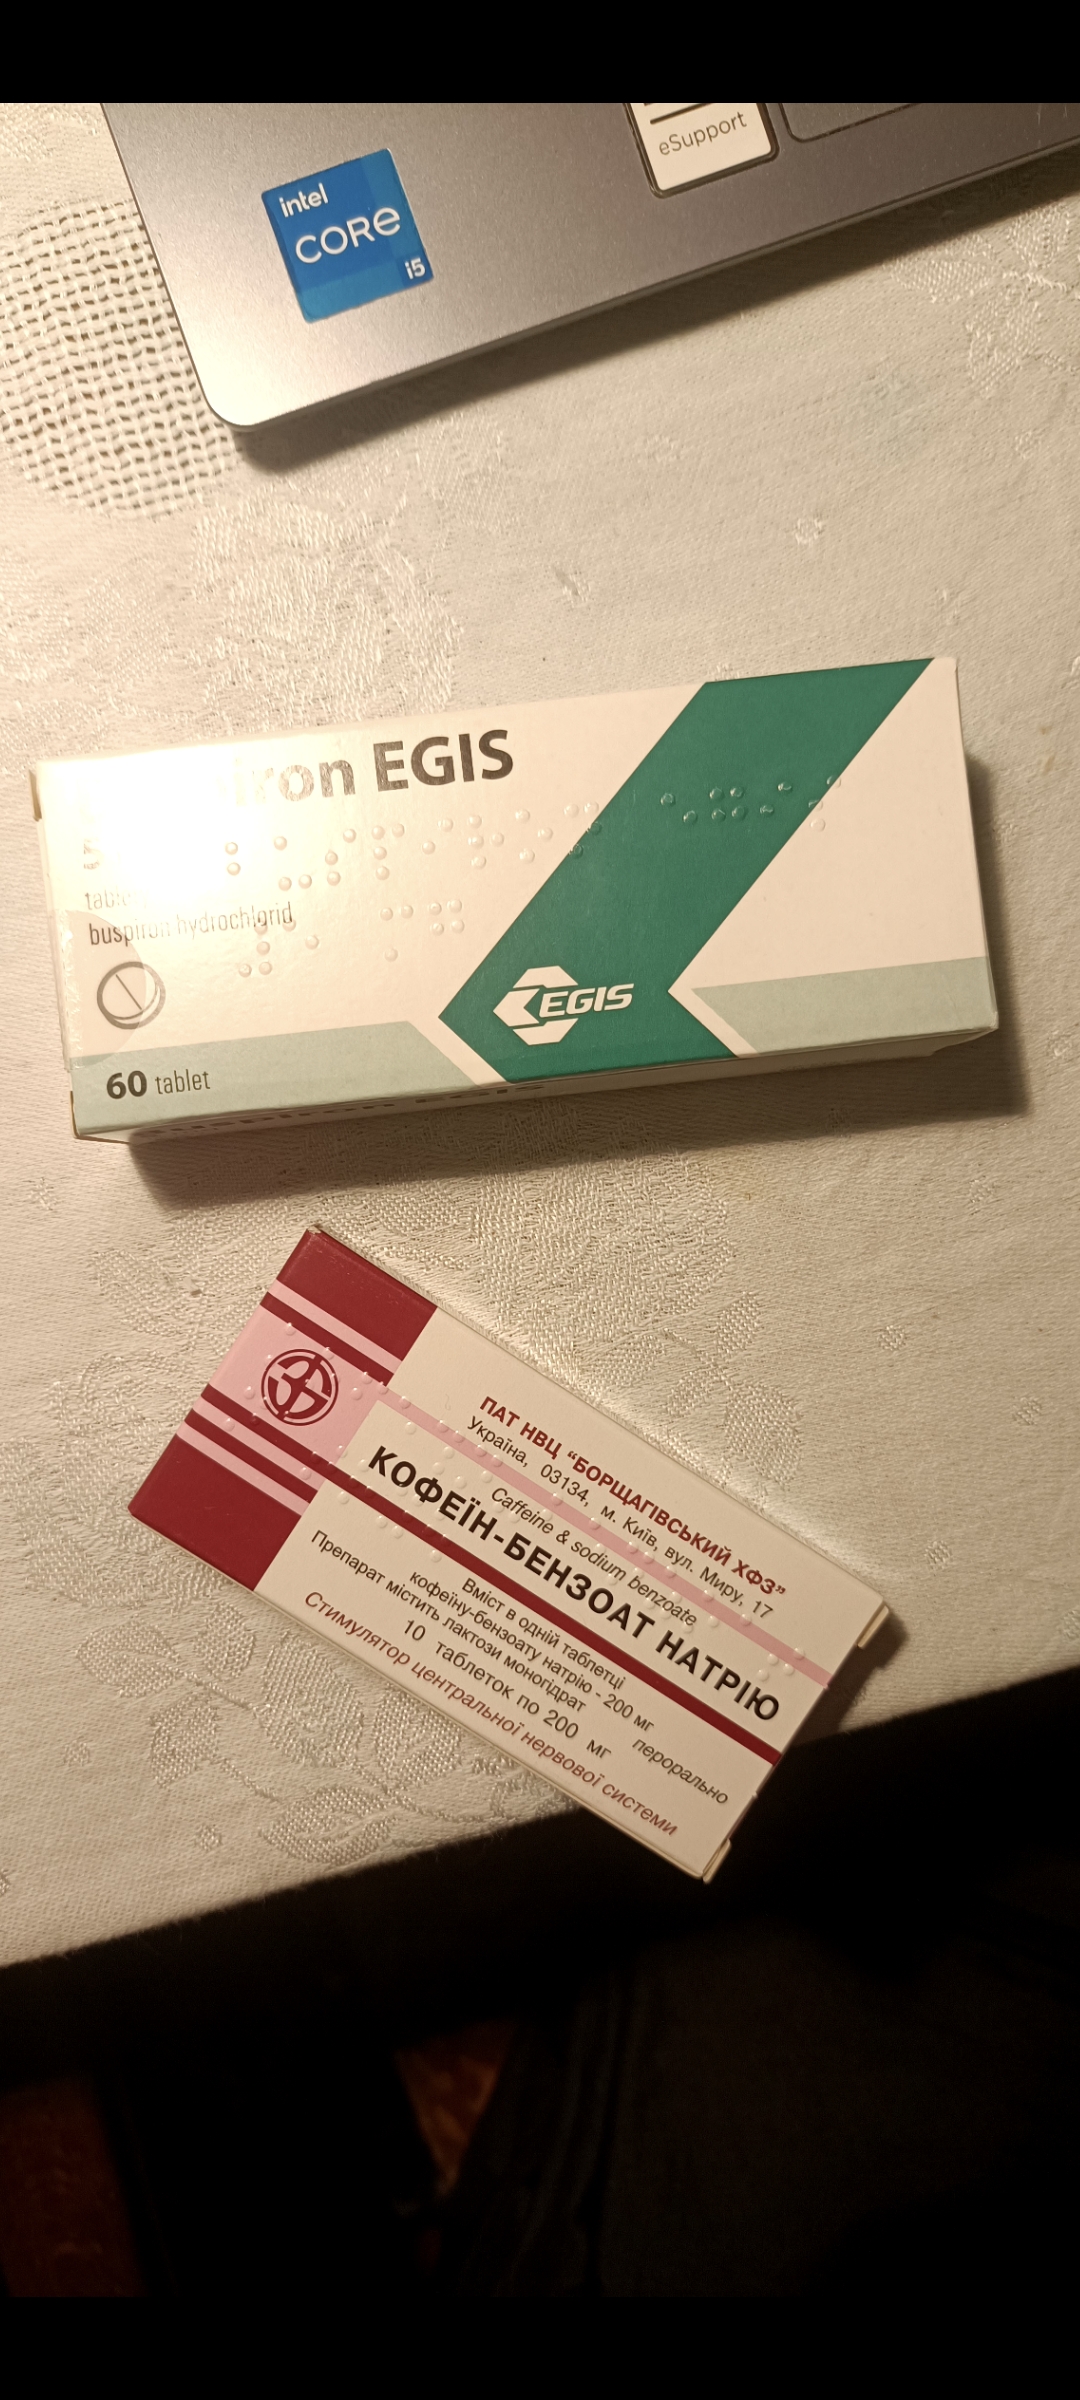 intel
CORe
i5
eSupport
EGIS
buspiron hydrochlorid
EGIS
60 tablet
ПАТ НВЦ “БОРЩАГІВСЬКИЙ ХФЗ”
Україна, 03134, м. Київ, вул. Миру, 17
Caffeine & sodium benzoate
КОФЕЇН-БЕНЗОАТ НАТРІЮ
Вміст в одній таблетці
кофеїну-бензоату натрію - 200 мг
Препарат містить лактози моногідрат
10 таблеток по 200 мг перорально
Стимулятор центральної нервової системи